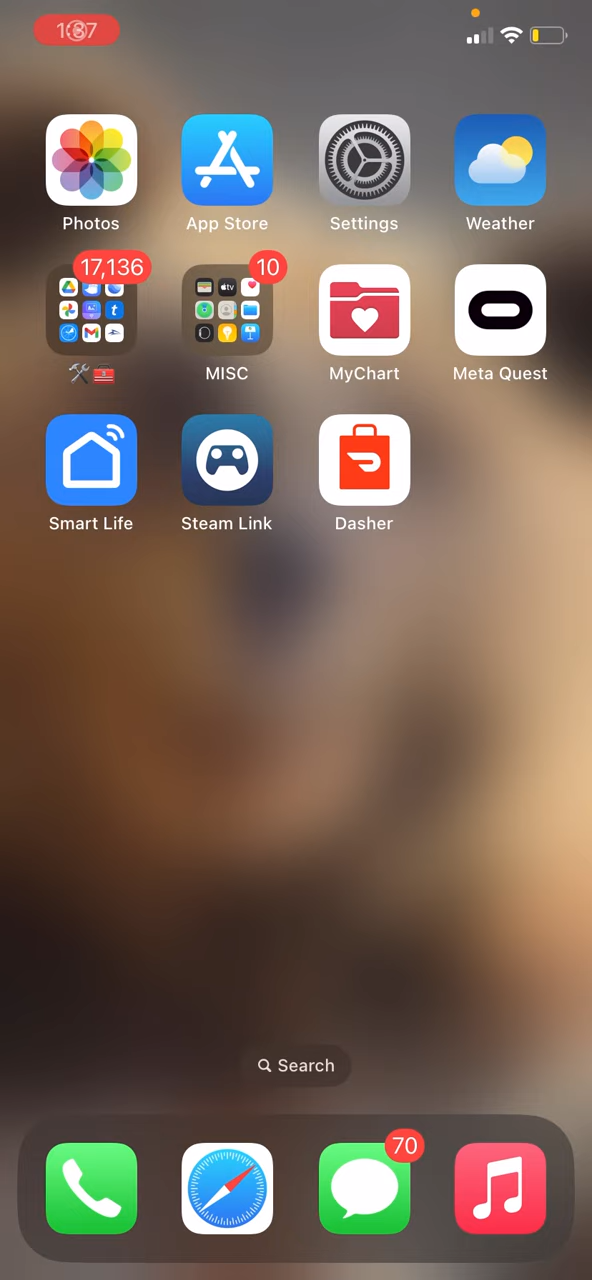 Photos App Store Settings Weather
17,136 10
MISC MyChart Meta Quest
Smart Life Steam Link Dasher
Search
70